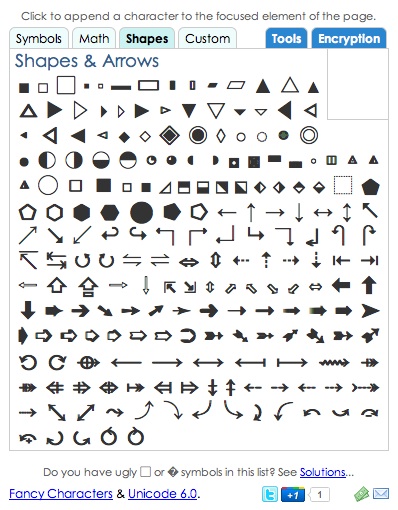 Click to append a character to the focused element of the page.
Symbols Math Shapes Custom Tools Encryption
Shapes & Arrows
Do you have ugly □ or � symbols in this list? See Solutions...
Fancy Characters & Unicode 6.0.
+1 1